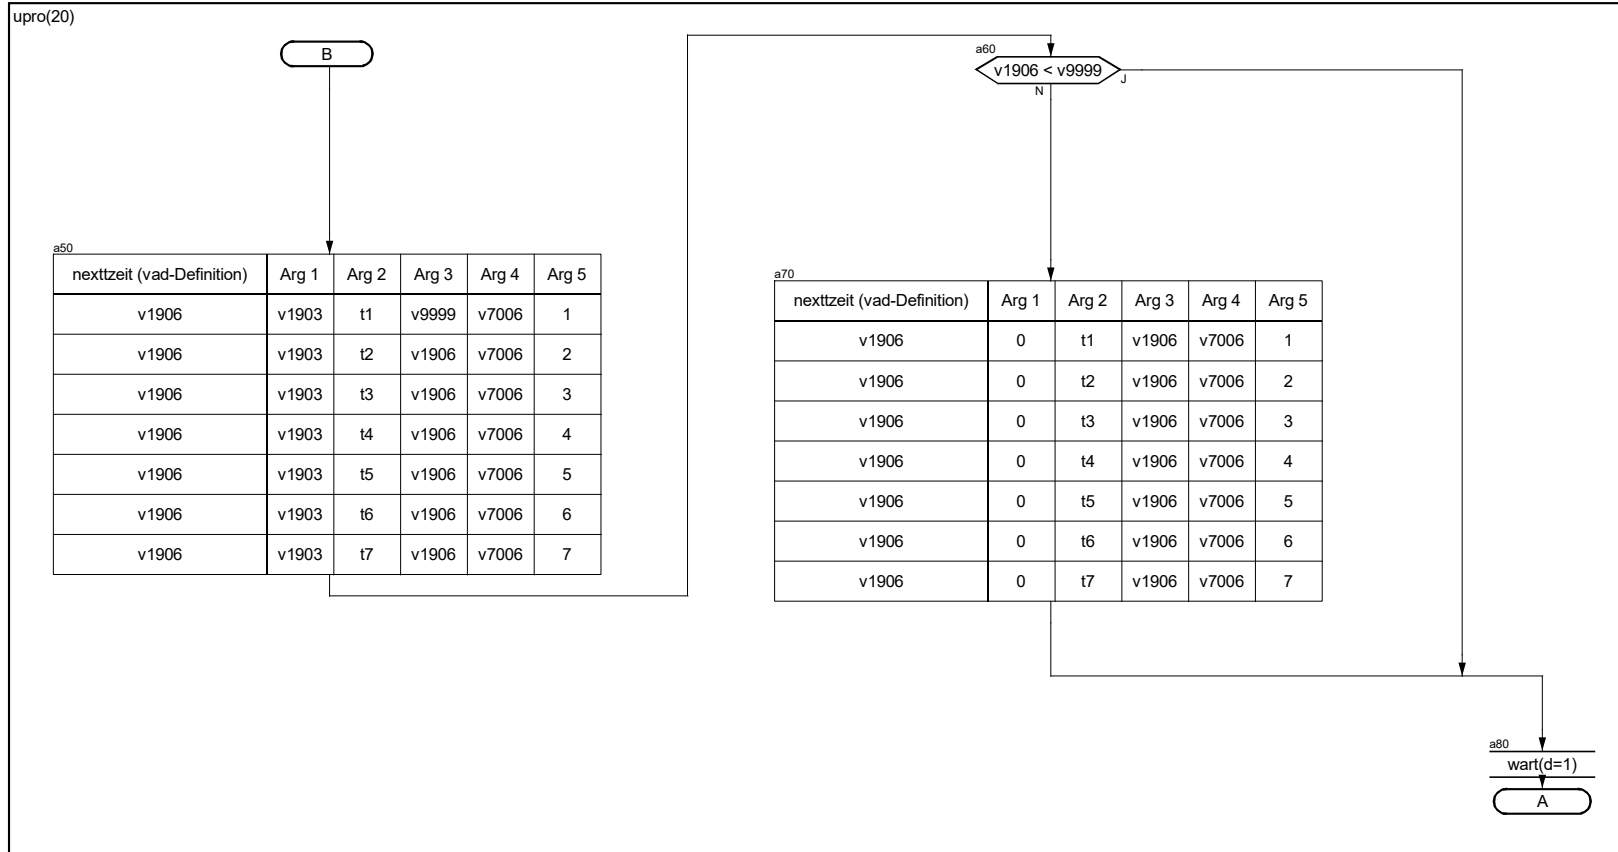 upro(20)
B
a50
nexttzeit (vad-Definition) Arg 1 Arg 2 Arg 3 Arg 4 Arg 5
v1906 v1903 t1 v9999 v7006 1
v1906 v1903 t2 v1906 v7006 2
v1906 v1903 t3 v1906 v7006 3
v1906 v1903 t4 v1906 v7006 4
v1906 v1903 t5 v1906 v7006 5
v1906 v1903 t6 v1906 v7006 6
v1906 v1903 t7 v1906 v7006 7
a60
v1906 < v9999
J
N
a70
nexttzeit (vad-Definition) Arg 1 Arg 2 Arg 3 Arg 4 Arg 5
v1906 0 t1 v1906 v7006 1
v1906 0 t2 v1906 v7006 2
v1906 0 t3 v1906 v7006 3
v1906 0 t4 v1906 v7006 4
v1906 0 t5 v1906 v7006 5
v1906 0 t6 v1906 v7006 6
v1906 0 t7 v1906 v7006 7
a80
wart(d=1)
A